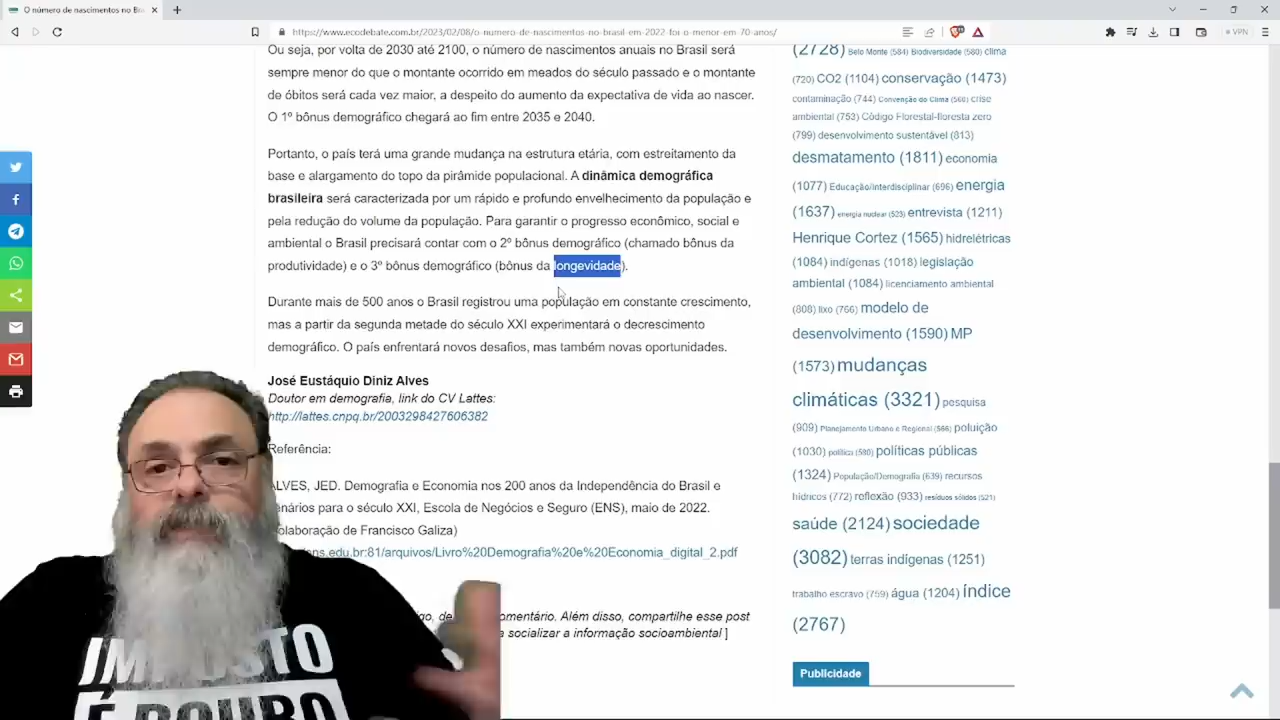 O número de nascimentos no Bra
https://www.ecodebate.com.br/2023/02/08/o-numero-de-nascimentos-no-brasil-em-2022-foi-o-menor-em-70-anos/
VPN
Ou seja, por volta de 2030 até 2100, o número de nascimentos anuais no Brasil será
sempre menor do que o montante ocorrido em meados do século passado e o montante
de óbitos será cada vez maior, a despeito do aumento da expectativa de vida ao nascer.
O 1º bônus demográfico chegará ao fim entre 2035 e 2040.
Portanto, o país terá uma grande mudança na estrutura etária, com estreitamento da
base e alargamento do topo da pirâmide populacional. A dinâmica demográfica
brasileira será caracterizada por um rápido e profundo envelhecimento da população e
pela redução do volume da população. Para garantir o progresso econômico, social e
ambiental o Brasil precisará contar com o 2º bônus demográfico (chamado bônus da
produtividade) e o 3º bônus demográfico (bônus da longevidade).
Durante mais de 500 anos o Brasil registrou uma população em constante crescimento,
mas a partir da segunda metade do século XXI experimentará o decrescimento
demográfico. O país enfrentará novos desafios, mas também novas oportunidades.
José Eustáquio Diniz Alves
Doutor em demografia, link do CV Lattes:
http://lattes.cnpq.br/2003298427606382
Referência:
ALVES, JED. Demografia e Economia nos 200 anos da Independência do Brasil e
cenários para o século XXI, Escola de Negócios e Seguro (ENS), maio de 2022.
colaboração de Francisco Galiza)
ens.edu.br:81/arquivos/Livro%20Demografia%20e%20Economia_digital_2.pdf
omentário. Além disso, compartilhe esse post
socializar a informação socioambiental ]
(2728) Belo Monte (584) Biodiversidade (580) clima
(720) CO2 (1104) conservação (1473)
contaminação (744) Convenção do Clima (568) crise
ambiental (753) Código Florestal-floresta zero
(799) desenvolvimento sustentável (813)
desmatamento (1811) economia
(1077) Educação/Interdisciplinar (696) energia
(1637) energia nuclear (523) entrevista (1211)
Henrique Cortez (1565) hidrelétricas
(1084) indígenas (1018) legislação
ambiental (1084) licenciamento ambiental
(808) lixo (766) modelo de
desenvolvimento (1590) MP
(1573) mudanças
climáticas (3321) pesquisa
(909) Planejamento Urbano e Regional (566) poluição
(1030) política (580) políticas públicas
(1324) População/Demografia (639) recursos
hídricos (772) reflexão (933) resíduos sólidos (521)
saúde (2124) sociedade
(3082) terras indígenas (1251)
trabalho escravo (759) água (1204) índice
(2767)
Publicidade
IMPOSTO
É ROUBO